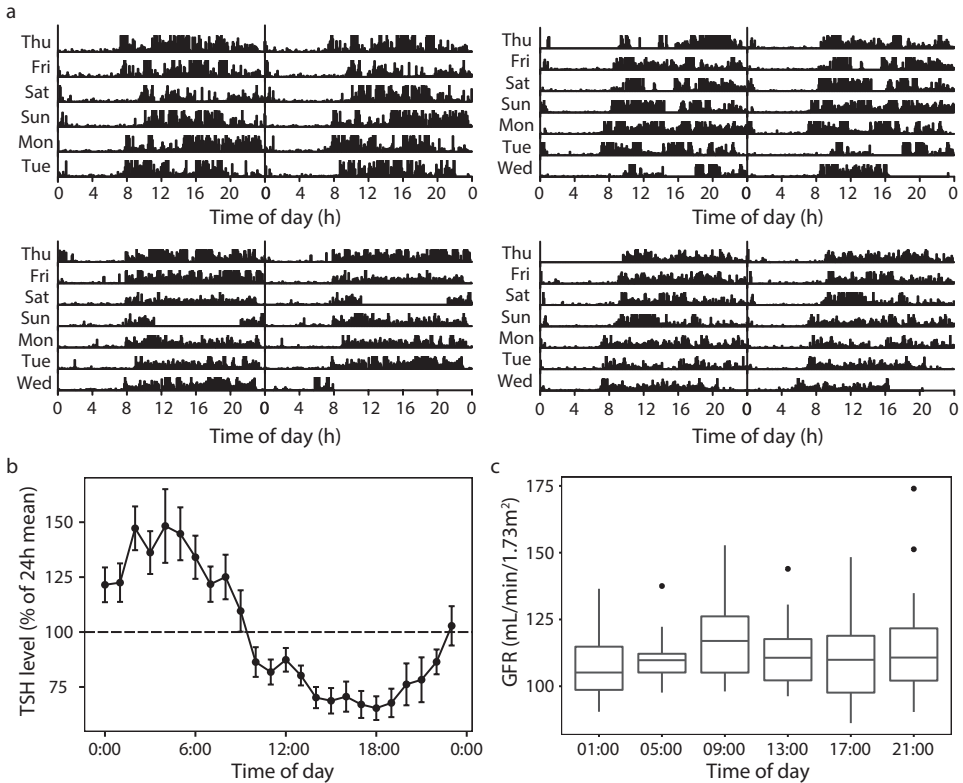 a
Thu
Fri
Sat
Sun
Mon
Tue
0 4 8 12 16 20 0 4 8 12 16 20 0
Time of day (h)
Thu
Fri
Sat
Sun
Mon
Tue
Wed
0 4 8 12 16 20 0 4 8 12 16 20 0
Time of day (h)
Thu
Fri
Sat
Sun
Mon
Tue
Wed
0 4 8 12 16 20 0 4 8 12 16 20 0
Time of day (h)
Thu
Fri
Sat
Sun
Mon
Tue
Wed
0 4 8 12 16 20 0 4 8 12 16 20 0
Time of day (h)
b
TSH level (% of 24h mean)
150
125
100
75
0:00 6:00 12:00 18:00 0:00
Time of day
c
GFR (mL/min/1.73m²)
175
150
125
100
01:00 05:00 09:00 13:00 17:00 21:00
Time of day